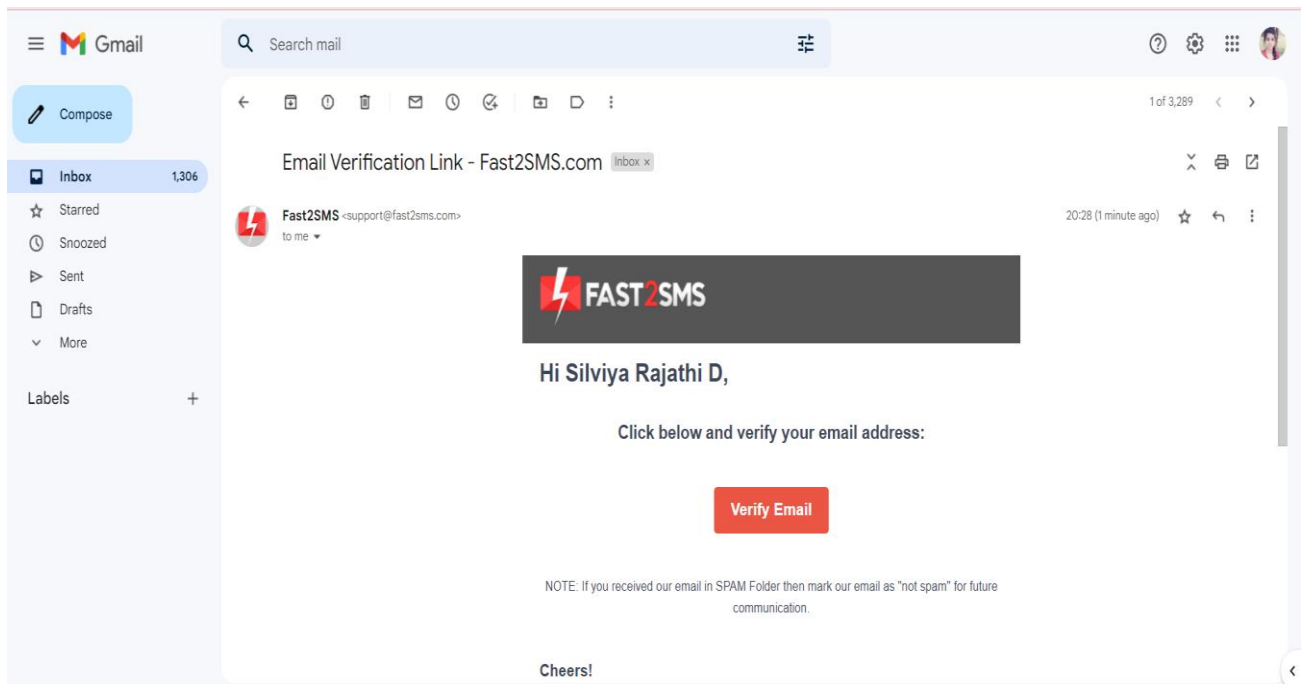 Gmail
Search mail
Compose
1 of 3,289
Email Verification Link - Fast2SMS.com Inbox x
Inbox 1,306
Starred
Fast2SMS <support@fast2sms.com>
20:28 (1 minute ago)
to me
Snoozed
Sent
Drafts
More
Labels
FAST2SMS
Hi Silviya Rajathi D,
Click below and verify your email address:
Verify Email
NOTE: If you received our email in SPAM Folder then mark our email as "not spam" for future
communication.
Cheers!